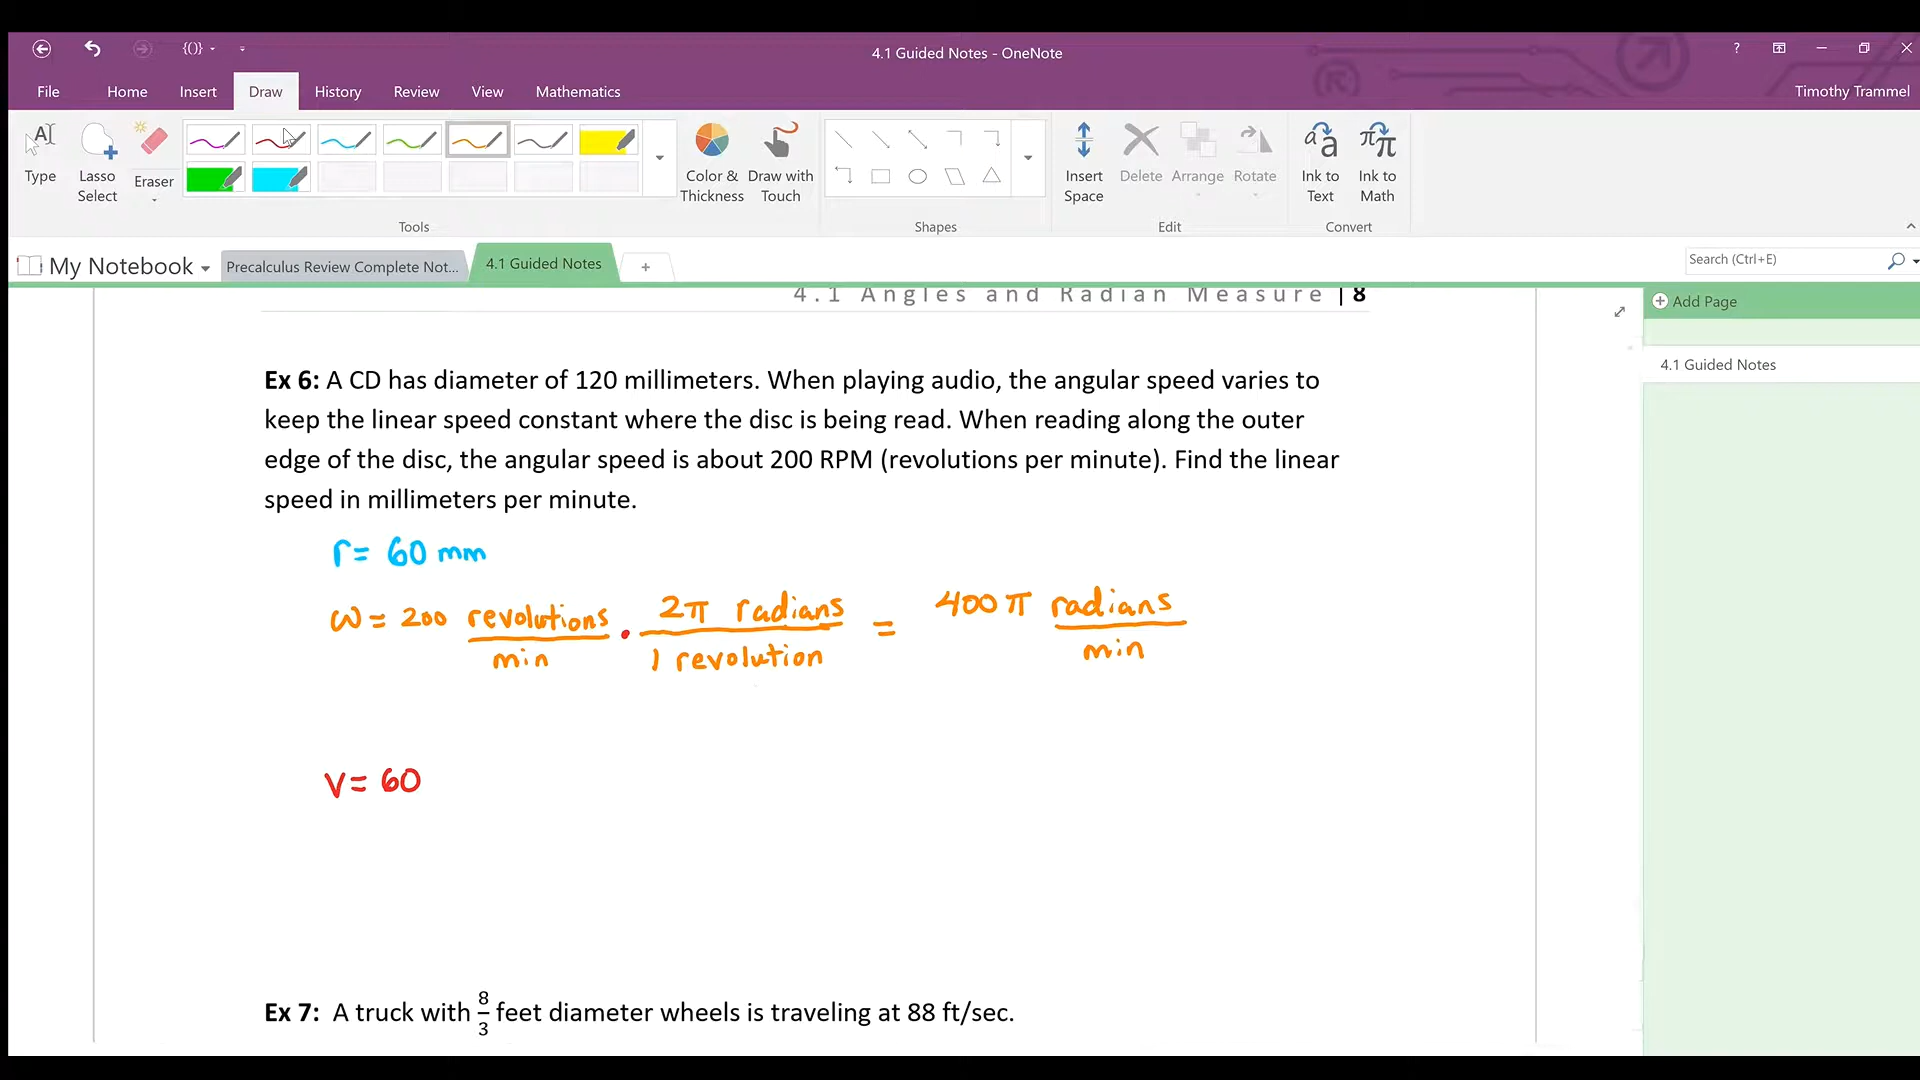 4.1 Guided Notes - OneNote
?
File Home Insert Draw History Review View Mathematics
Timothy Trammel
Type
Lasso Select
Eraser
Color & Thickness
Draw with Touch
Insert Space
Delete
Arrange
Rotate
Ink to Text
Ink to Math
Tools
Shapes
Edit
Convert
My Notebook
Precalculus Review Complete Not...
4.1 Guided Notes
+
Search (Ctrl+E)
4.1 Angles and Radian Measure | 8
Add Page
4.1 Guided Notes
Ex 6: A CD has diameter of 120 millimeters. When playing audio, the angular speed varies to
keep the linear speed constant where the disc is being read. When reading along the outer
edge of the disc, the angular speed is about 200 RPM (revolutions per minute). Find the linear
speed in millimeters per minute.
r = 60 mm
ω = 200 revolutions/min · 2π radians/1 revolution = 400π radians/min
v = 60
Ex 7: A truck with 8/3 feet diameter wheels is traveling at 88 ft/sec.